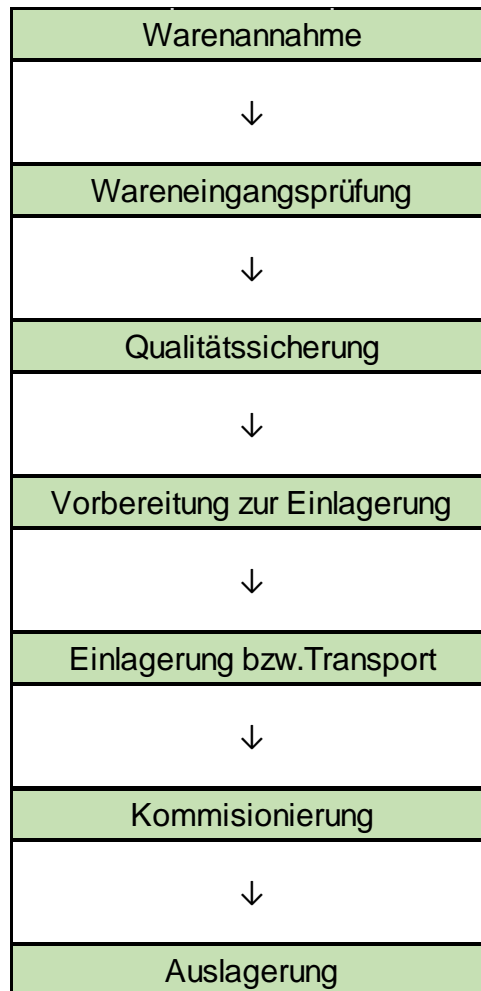 Warenannahme
↓
Wareneingangsprüfung
↓
Qualitätssicherung
↓
Vorbereitung zur Einlagerung
↓
Einlagerung bzw.Transport
↓
Kommisionierung
↓
Auslagerung